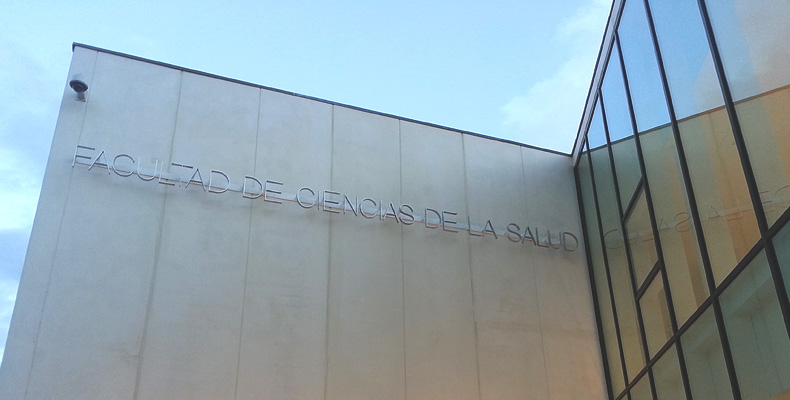 FACULTAD DE CIENCIAS DE LA SALUD